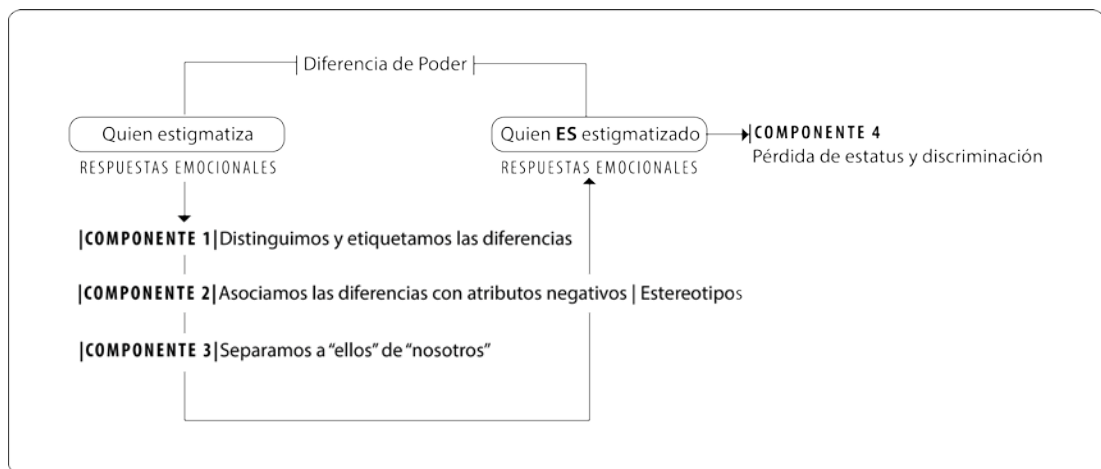 |Diferencia de Poder|
Quien estigmatiza
RESPUESTAS EMOCIONALES
Quien ES estigmatizado
RESPUESTAS EMOCIONALES
|COMPONENTE 4
Pérdida de estatus y discriminación
|COMPONENTE 1|Distinguimos y etiquetamos las diferencias
|COMPONENTE 2|Asociamos las diferencias con atributos negativos | Estereotipos
|COMPONENTE 3|Separamos a “ellos” de “nosotros”